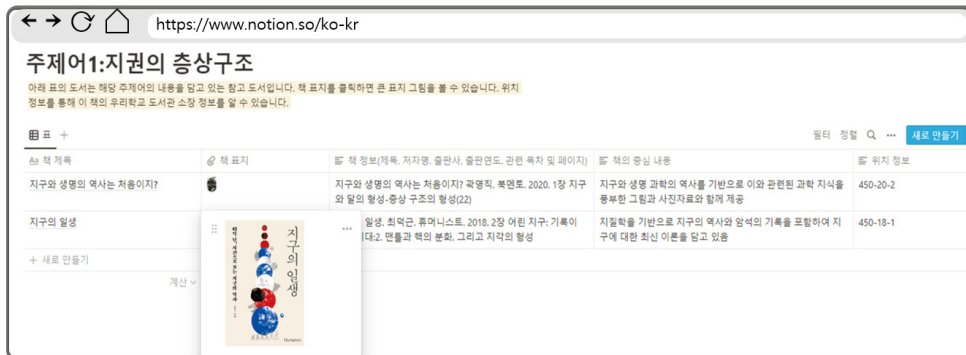 https://www.notion.so/ko-kr
주제어1:지권의 층상구조
아래 표의 도서는 해당 주제어의 내용을 담고 있는 참고 도서입니다. 책 표지를 클릭하면 큰 표지 그림을 볼 수 있습니다. 위치
정보를 통해 이 책의 우리학교 도서관 소장 정보를 알 수 있습니다.
표
필터 정렬 새로 만들기
Aa 책 제목 책 표지 책 정보(제목, 저자명, 출판사, 출판연도, 관련 목차 및 페이지) 책의 중심 내용 위치 정보
지구와 생명의 역사는 처음이지? 지구와 생명의 역사는 처음이지? 곽영직, 북멘토, 2020. 1장 지구 지구와 생명 과학의 역사를 기반으로 이와 관련된 과학 지식을 450-20-2
와 달의 형성-층상 구조의 형성(22) 풍부한 그림과 사진자료와 함께 제공
지구의 일생 일생, 최덕근, 휴머니스트, 2018, 2장 어린 지구: 기록이 지질학을 기반으로 지구의 역사와 암석의 기록을 포함하여 지 450-18-1
대:2. 맨틀과 핵의 분화, 그리고 지각의 형성 구에 대한 최신 이론을 담고 있음
+ 새로 만들기
계산
지구의 일생
Humanist